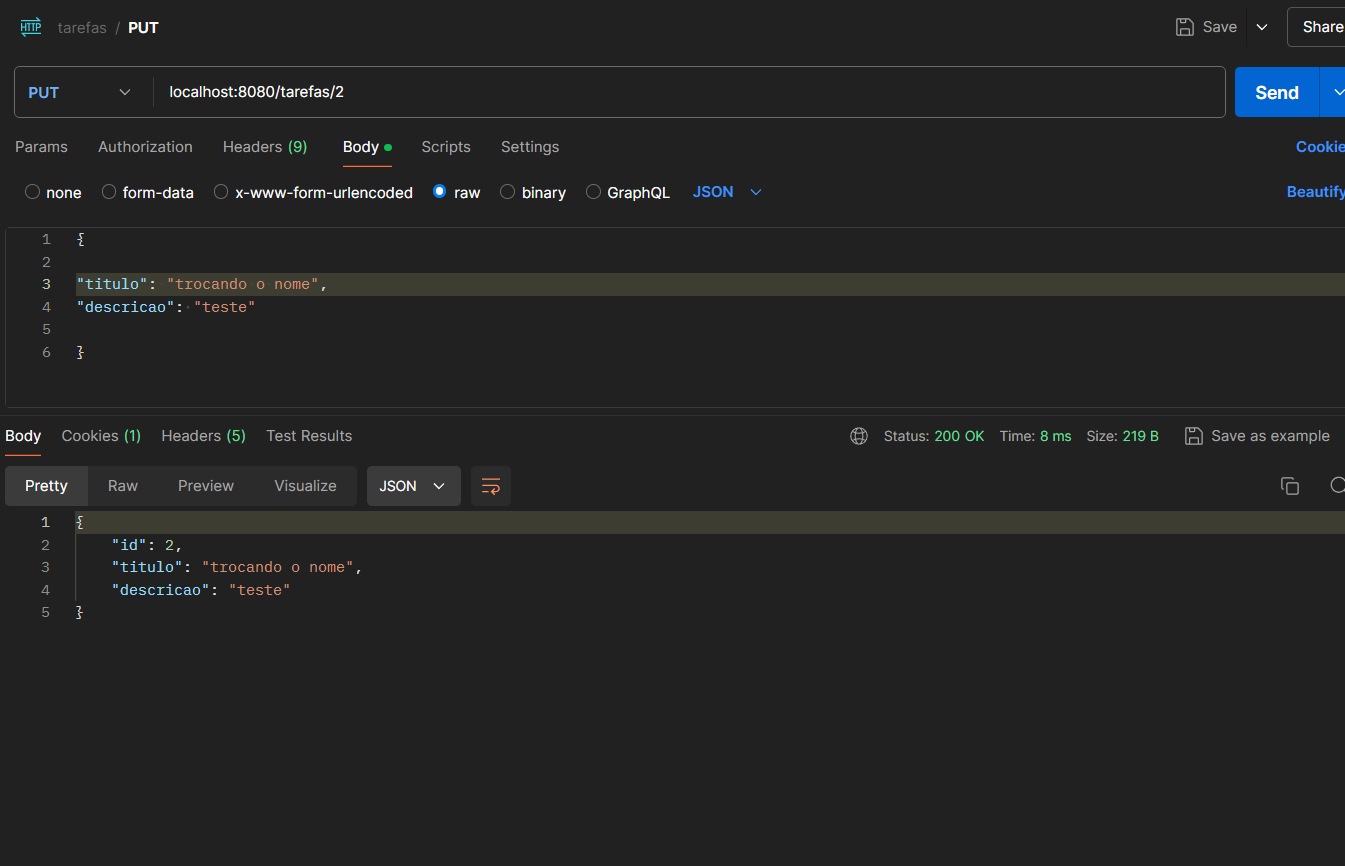 HTTP tarefas / PUT Save Share
PUT localhost:8080/tarefas/2 Send
Params Authorization Headers (9) Body Scripts Settings Cookie
none form-data x-www-form-urlencoded raw binary GraphQL JSON Beautify
1 {
2
3 "titulo": "trocando o nome",
4 "descricao": "teste"
5
6 }
Body Cookies (1) Headers (5) Test Results Status: 200 OK Time: 8 ms Size: 219 B Save as example
Pretty Raw Preview Visualize JSON
1 {
2 "id": 2,
3 "titulo": "trocando o nome",
4 "descricao": "teste"
5 }